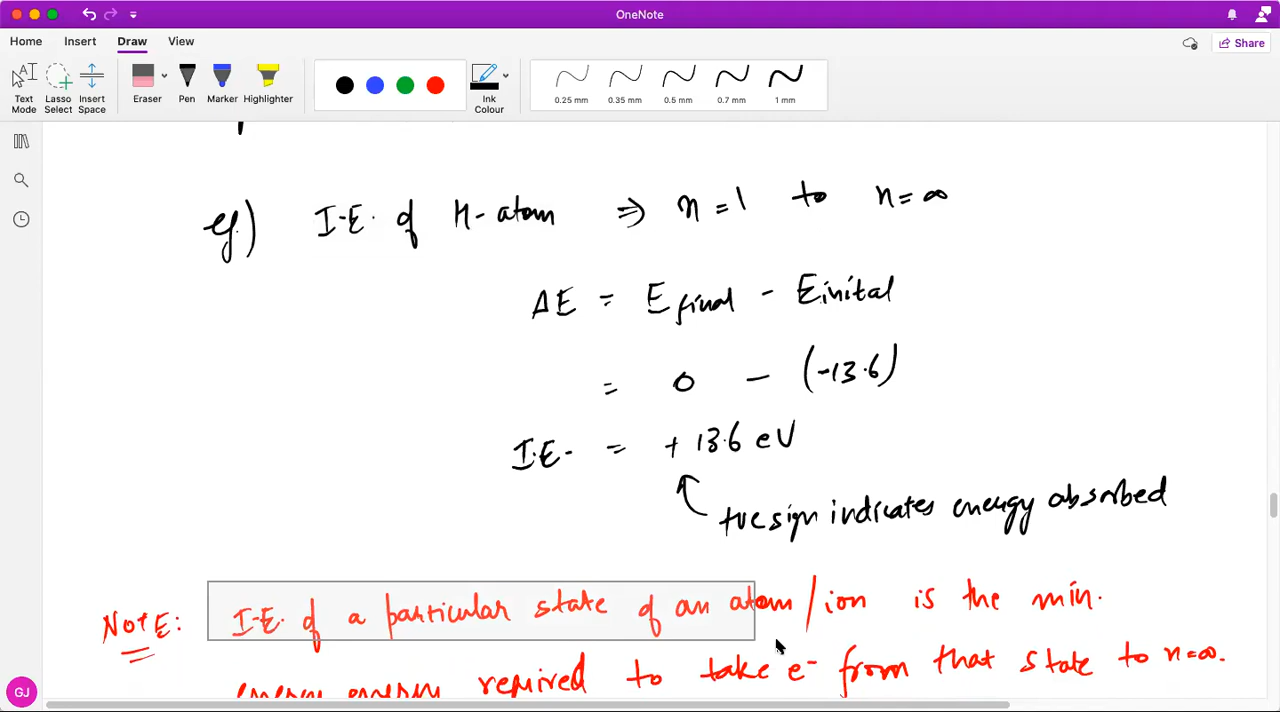 OneNote
Home Insert Draw View
Share
Text Mode
Lasso Select
Insert Space
Eraser
Pen
Marker
Highlighter
Ink Colour
0.25 mm 0.35 mm 0.5 mm 0.7 mm 1 mm
eg.) I.E. of H-atom ⇒ n=1 to n=∞
ΔE = E final - Einital
= 0 - (-13.6)
I.E. = +13.6 eV
+ve sign indicates energy absorbed
NOTE: I.E. of a particular state of an atom/ion is the min.
energy energy required to take e- from that state to n=∞.
GJ